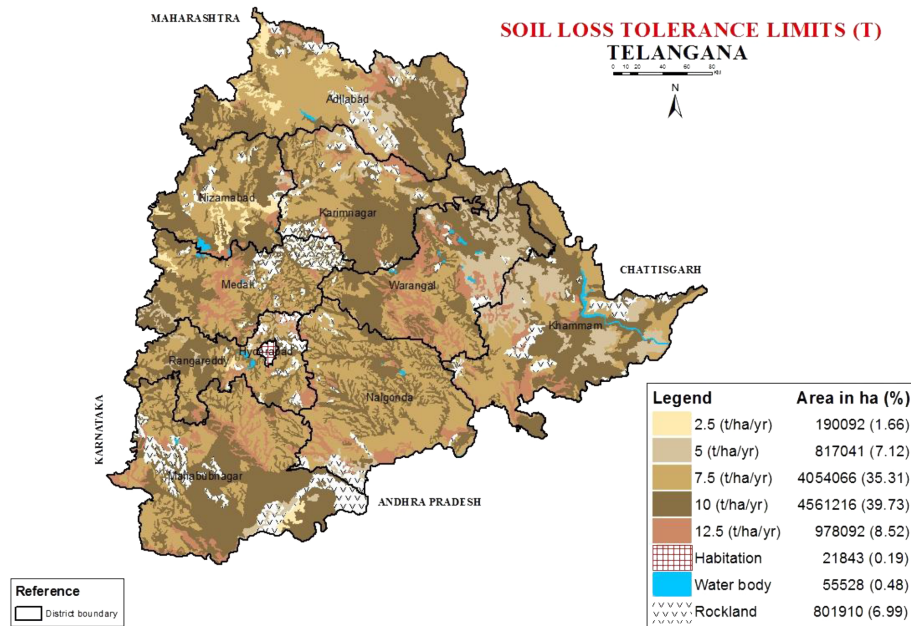 MAHARASHTRA
SOIL LOSS TOLERANCE LIMITS (T)
TELANGANA
0 10 20 40 60 80
KM
N
Adilabad
Nizamabad
Karimnagar
CHATTISGARH
Medak
Warangal
Khammam
Hyderabad
Rangareddy
Nalgonda
KARNATAKA
Mahabubnagar
ANDHRA PRADESH
Legend Area in ha (%)
2.5 (t/ha/yr) 190092 (1.66)
5 (t/ha/yr) 817041 (7.12)
7.5 (t/ha/yr) 4054066 (35.31)
10 (t/ha/yr) 4561216 (39.73)
12.5 (t/ha/yr) 978092 (8.52)
Habitation 21843 (0.19)
Water body 55528 (0.48)
Rockland 801910 (6.99)
Reference
District boundary